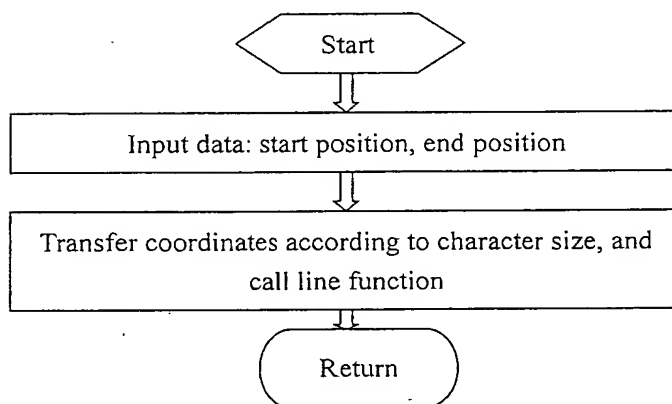 Start
Input data: start position, end position
Transfer coordinates according to character size, and
call line function
Return